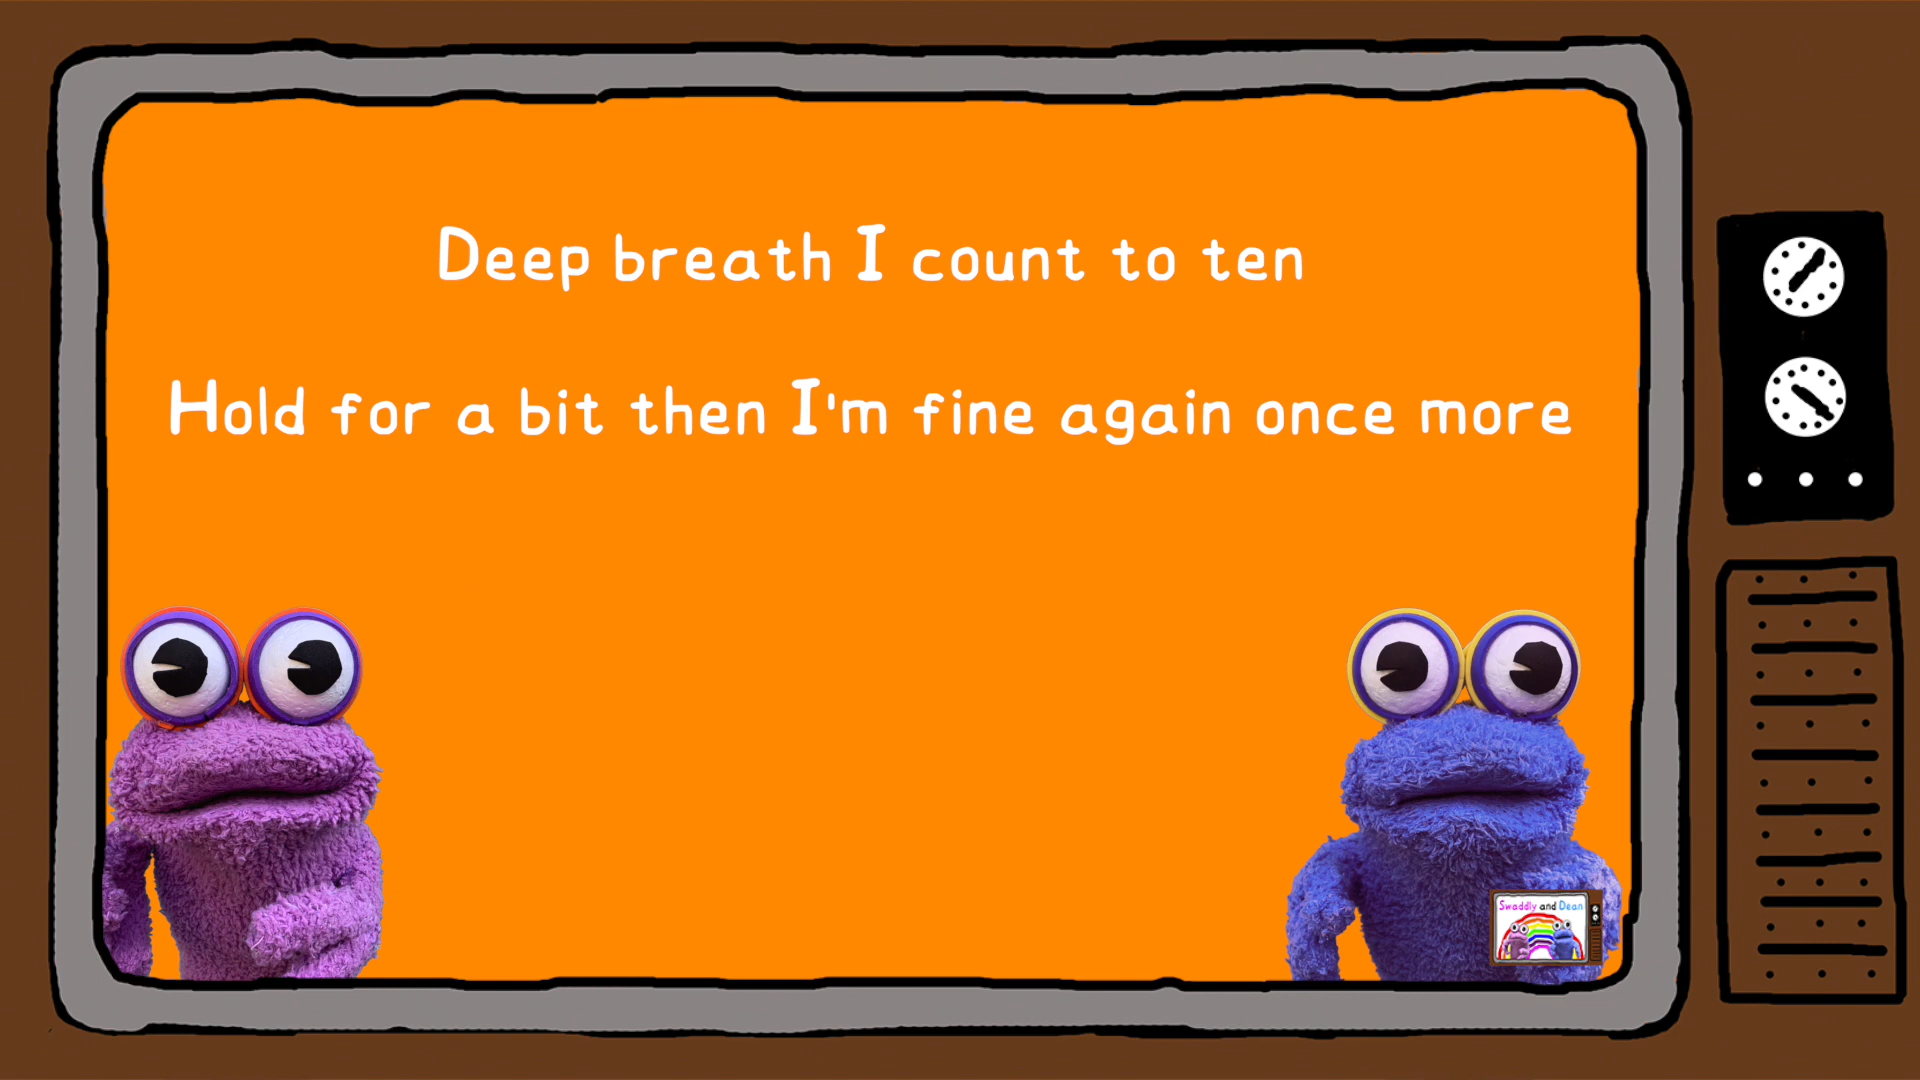 Deep breath I count to ten
Hold for a bit then I'm fine again once more
Swaddly and Dean